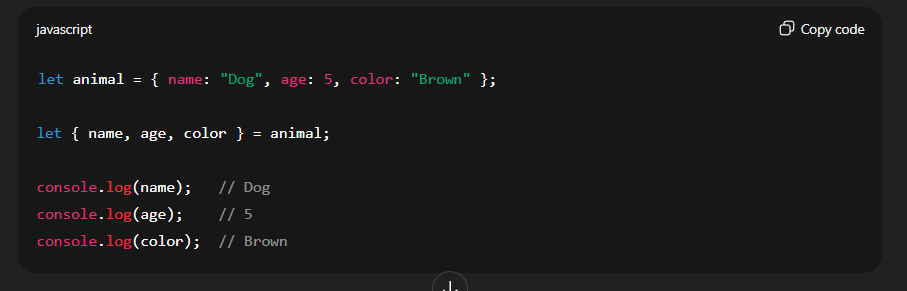 javascript
Copy code
let animal = { name: "Dog", age: 5, color: "Brown" };
let { name, age, color } = animal;
console.log(name);   // Dog
console.log(age);    // 5
console.log(color);  // Brown